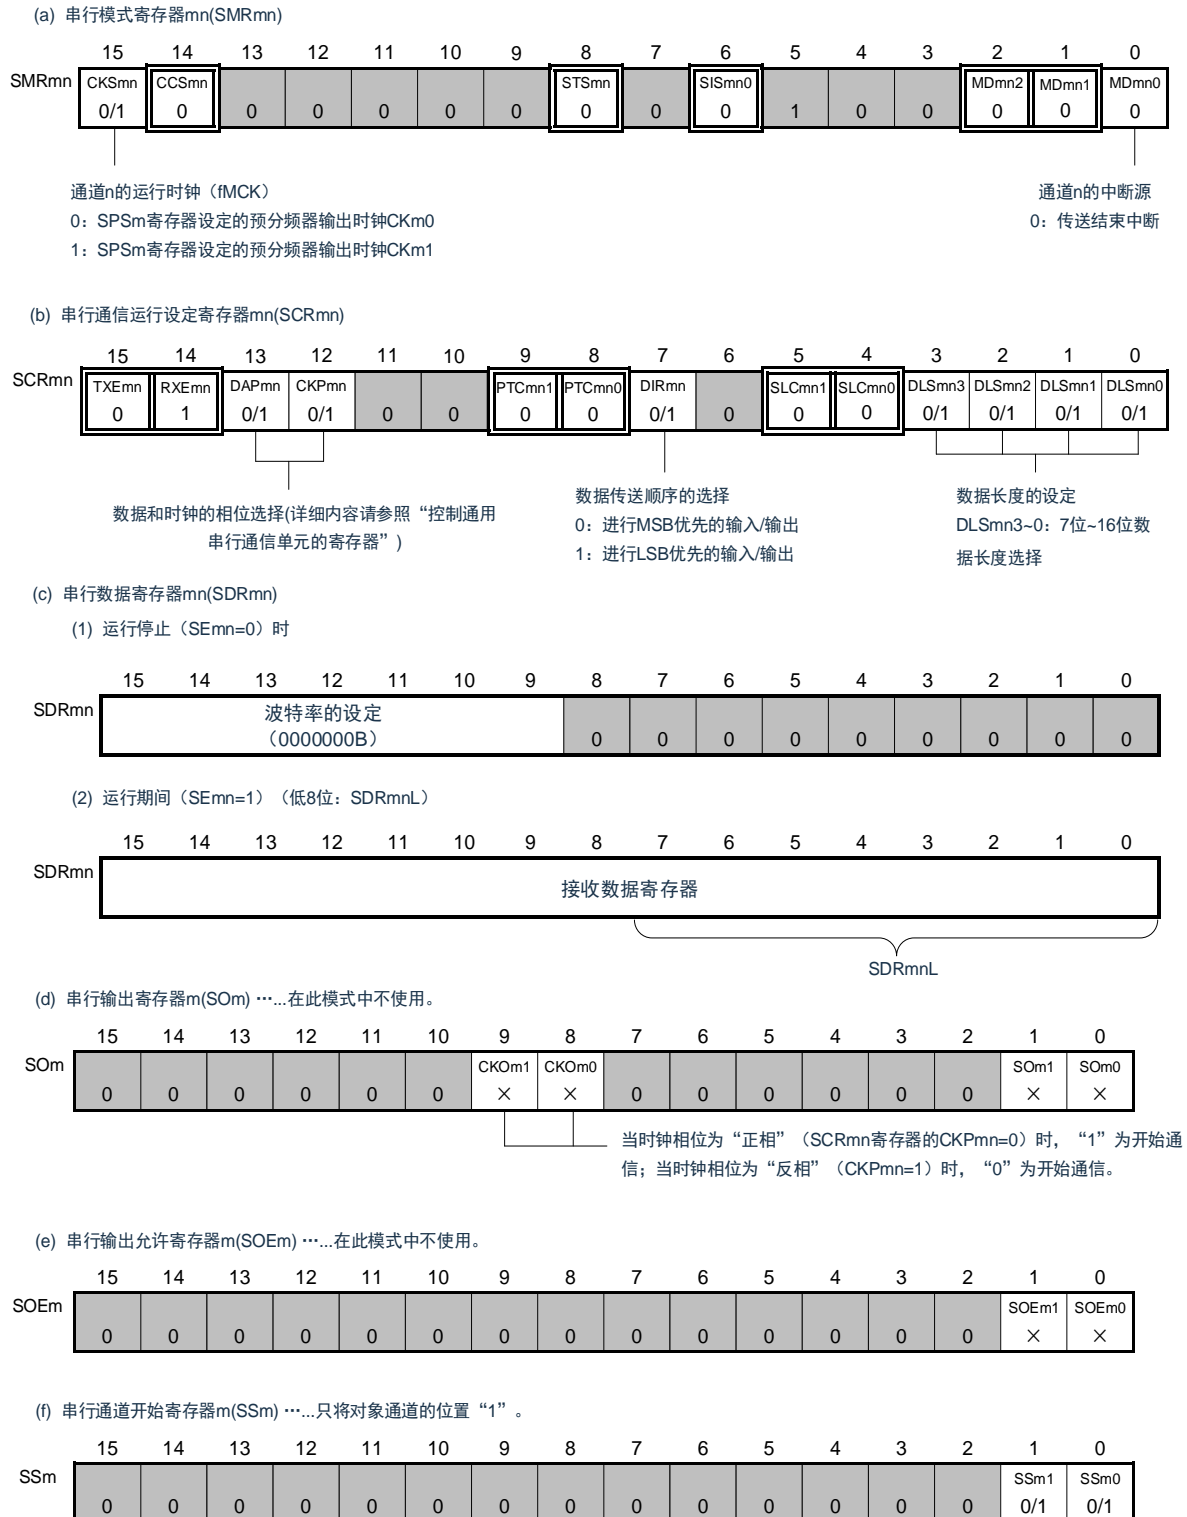 (a) 串行模式寄存器mn(SMRmn)
15 14 13 12 11 10 9 8 7 6 5 4 3 2 1 0
SMRmn CKSmn CCSmn STSmn SISmn0 MDmn2 MDmn1 MDmn0
0/1 0 0 0 0 0 0 0 0 0 1 0 0 0 0 0
通道n的运行时钟（fMCK）
0：SPSm寄存器设定的预分频器输出时钟CKm0
1：SPSm寄存器设定的预分频器输出时钟CKm1
通道n的中断源
0：传送结束中断
(b) 串行通信运行设定寄存器mn(SCRmn)
15 14 13 12 11 10 9 8 7 6 5 4 3 2 1 0
SCRmn TXEmn RXEmn DAPmn CKPmn PTCmn1 PTCmn0 DIRmn SLCmn1 SLCmn0 DLSmn3 DLSmn2 DLSmn1 DLSmn0
0 1 0/1 0/1 0 0 0 0 0/1 0 0 0 0/1 0/1 0/1 0/1
数据和时钟的相位选择(详细内容请参照“控制通用
串行通信单元的寄存器”)
数据传送顺序的选择
0：进行MSB优先的输入/输出
1：进行LSB优先的输入/输出
数据长度的设定
DLSmn3~0：7位~16位数
据长度选择
(c) 串行数据寄存器mn(SDRmn)
(1) 运行停止（SEmn=0）时
15 14 13 12 11 10 9 8 7 6 5 4 3 2 1 0
SDRmn 波特率的设定
（0000000B） 0 0 0 0 0 0 0 0 0
(2) 运行期间（SEmn=1）（低8位：SDRmnL）
15 14 13 12 11 10 9 8 7 6 5 4 3 2 1 0
SDRmn 接收数据寄存器
SDRmnL
(d) 串行输出寄存器m(SOm) ⋯...在此模式中不使用。
15 14 13 12 11 10 9 8 7 6 5 4 3 2 1 0
SOm CKOm1 CKOm0 SOm1 SOm0
0 0 0 0 0 0 × × 0 0 0 0 0 0 × ×
当时钟相位为“正相”（SCRmn寄存器的CKPmn=0）时，“1”为开始通
信；当时钟相位为“反相”（CKPmn=1）时，“0”为开始通信。
(e) 串行输出允许寄存器m(SOEm) ⋯...在此模式中不使用。
15 14 13 12 11 10 9 8 7 6 5 4 3 2 1 0
SOEm SOEm1 SOEm0
0 0 0 0 0 0 0 0 0 0 0 0 0 0 × ×
(f) 串行通道开始寄存器m(SSm) ⋯...只将对象通道的位置“1”。
15 14 13 12 11 10 9 8 7 6 5 4 3 2 1 0
SSm SSm1 SSm0
0 0 0 0 0 0 0 0 0 0 0 0 0 0 0/1 0/1